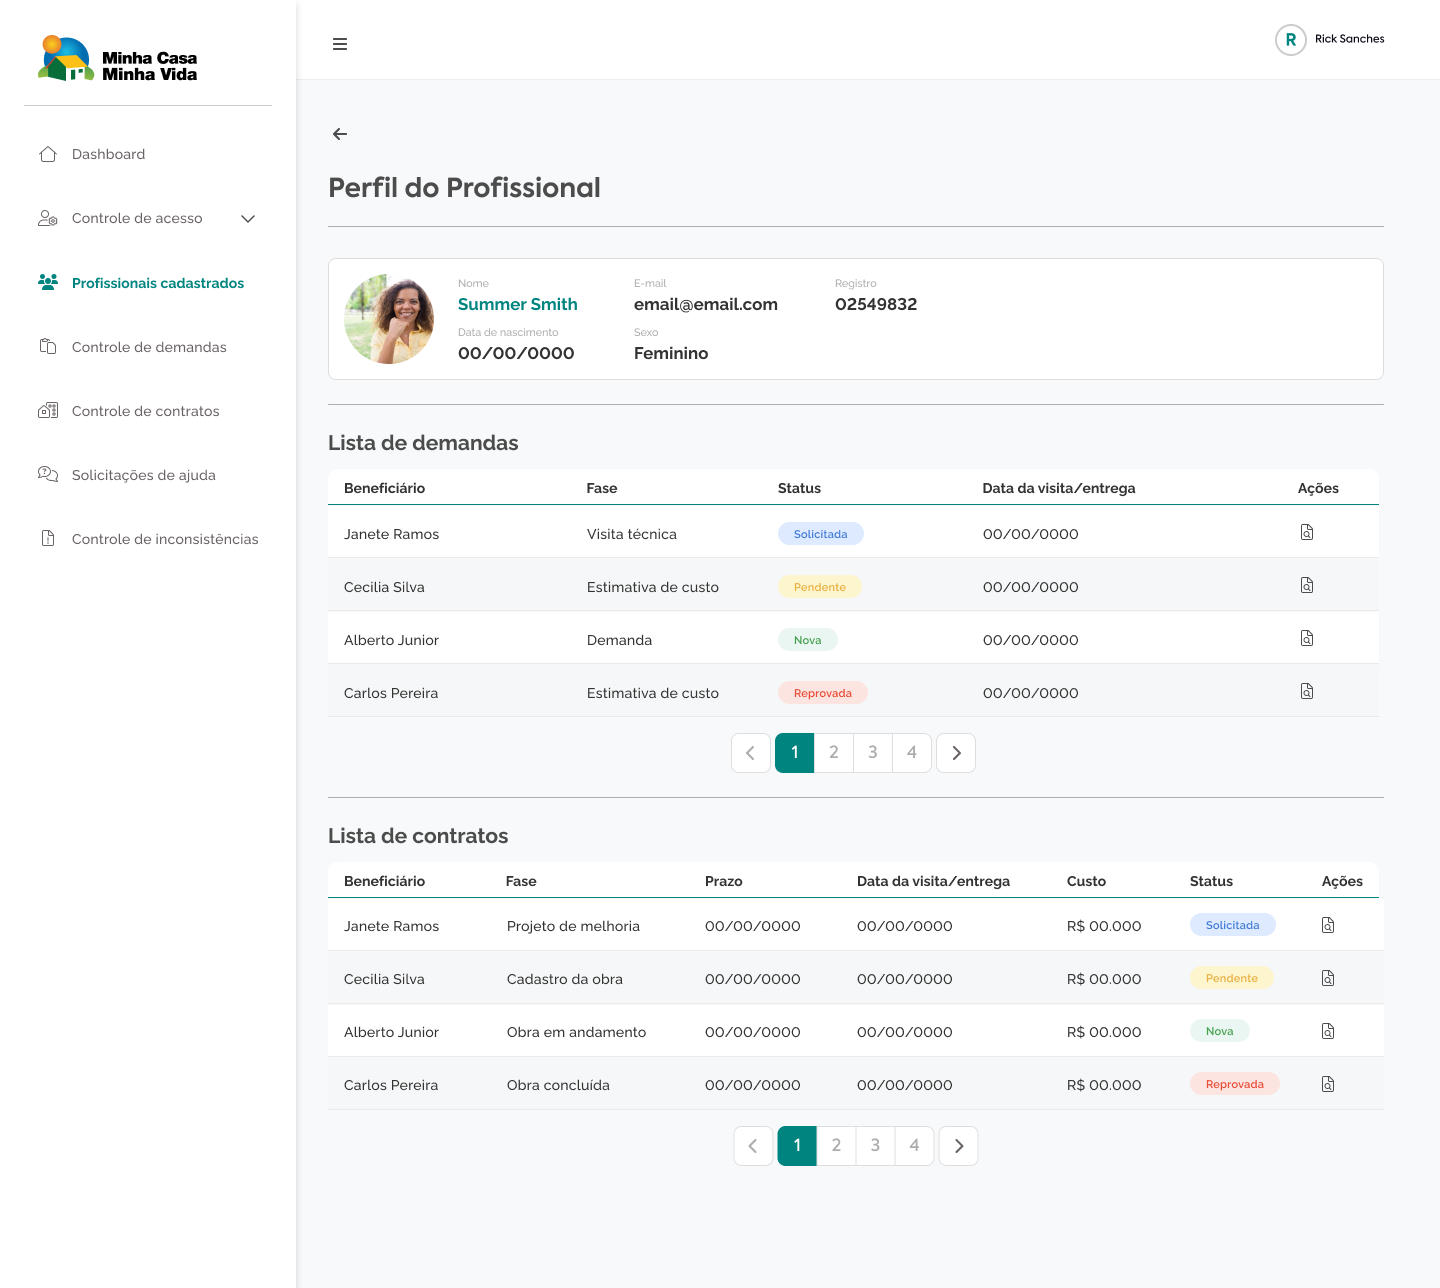 Minha Casa
Minha Vida
Dashboard
Controle de acesso
Profissionais cadastrados
Controle de demandas
Controle de contratos
Solicitações de ajuda
Controle de inconsistências
R Rick Sanches
Perfil do Profissional
Nome E-mail Registro
Summer Smith email@email.com 02549832
Data de nascimento Sexo
00/00/0000 Feminino
Lista de demandas
Beneficiário Fase Status Data da visita/entrega Ações
Janete Ramos Visita técnica Solicitada 00/00/0000
Cecilia Silva Estimativa de custo Pendente 00/00/0000
Alberto Junior Demanda Nova 00/00/0000
Carlos Pereira Estimativa de custo Reprovada 00/00/0000
1 2 3 4
Lista de contratos
Beneficiário Fase Prazo Data da visita/entrega Custo Status Ações
Janete Ramos Projeto de melhoria 00/00/0000 00/00/0000 R$ 00.000 Solicitada
Cecilia Silva Cadastro da obra 00/00/0000 00/00/0000 R$ 00.000 Pendente
Alberto Junior Obra em andamento 00/00/0000 00/00/0000 R$ 00.000 Nova
Carlos Pereira Obra concluída 00/00/0000 00/00/0000 R$ 00.000 Reprovada
1 2 3 4